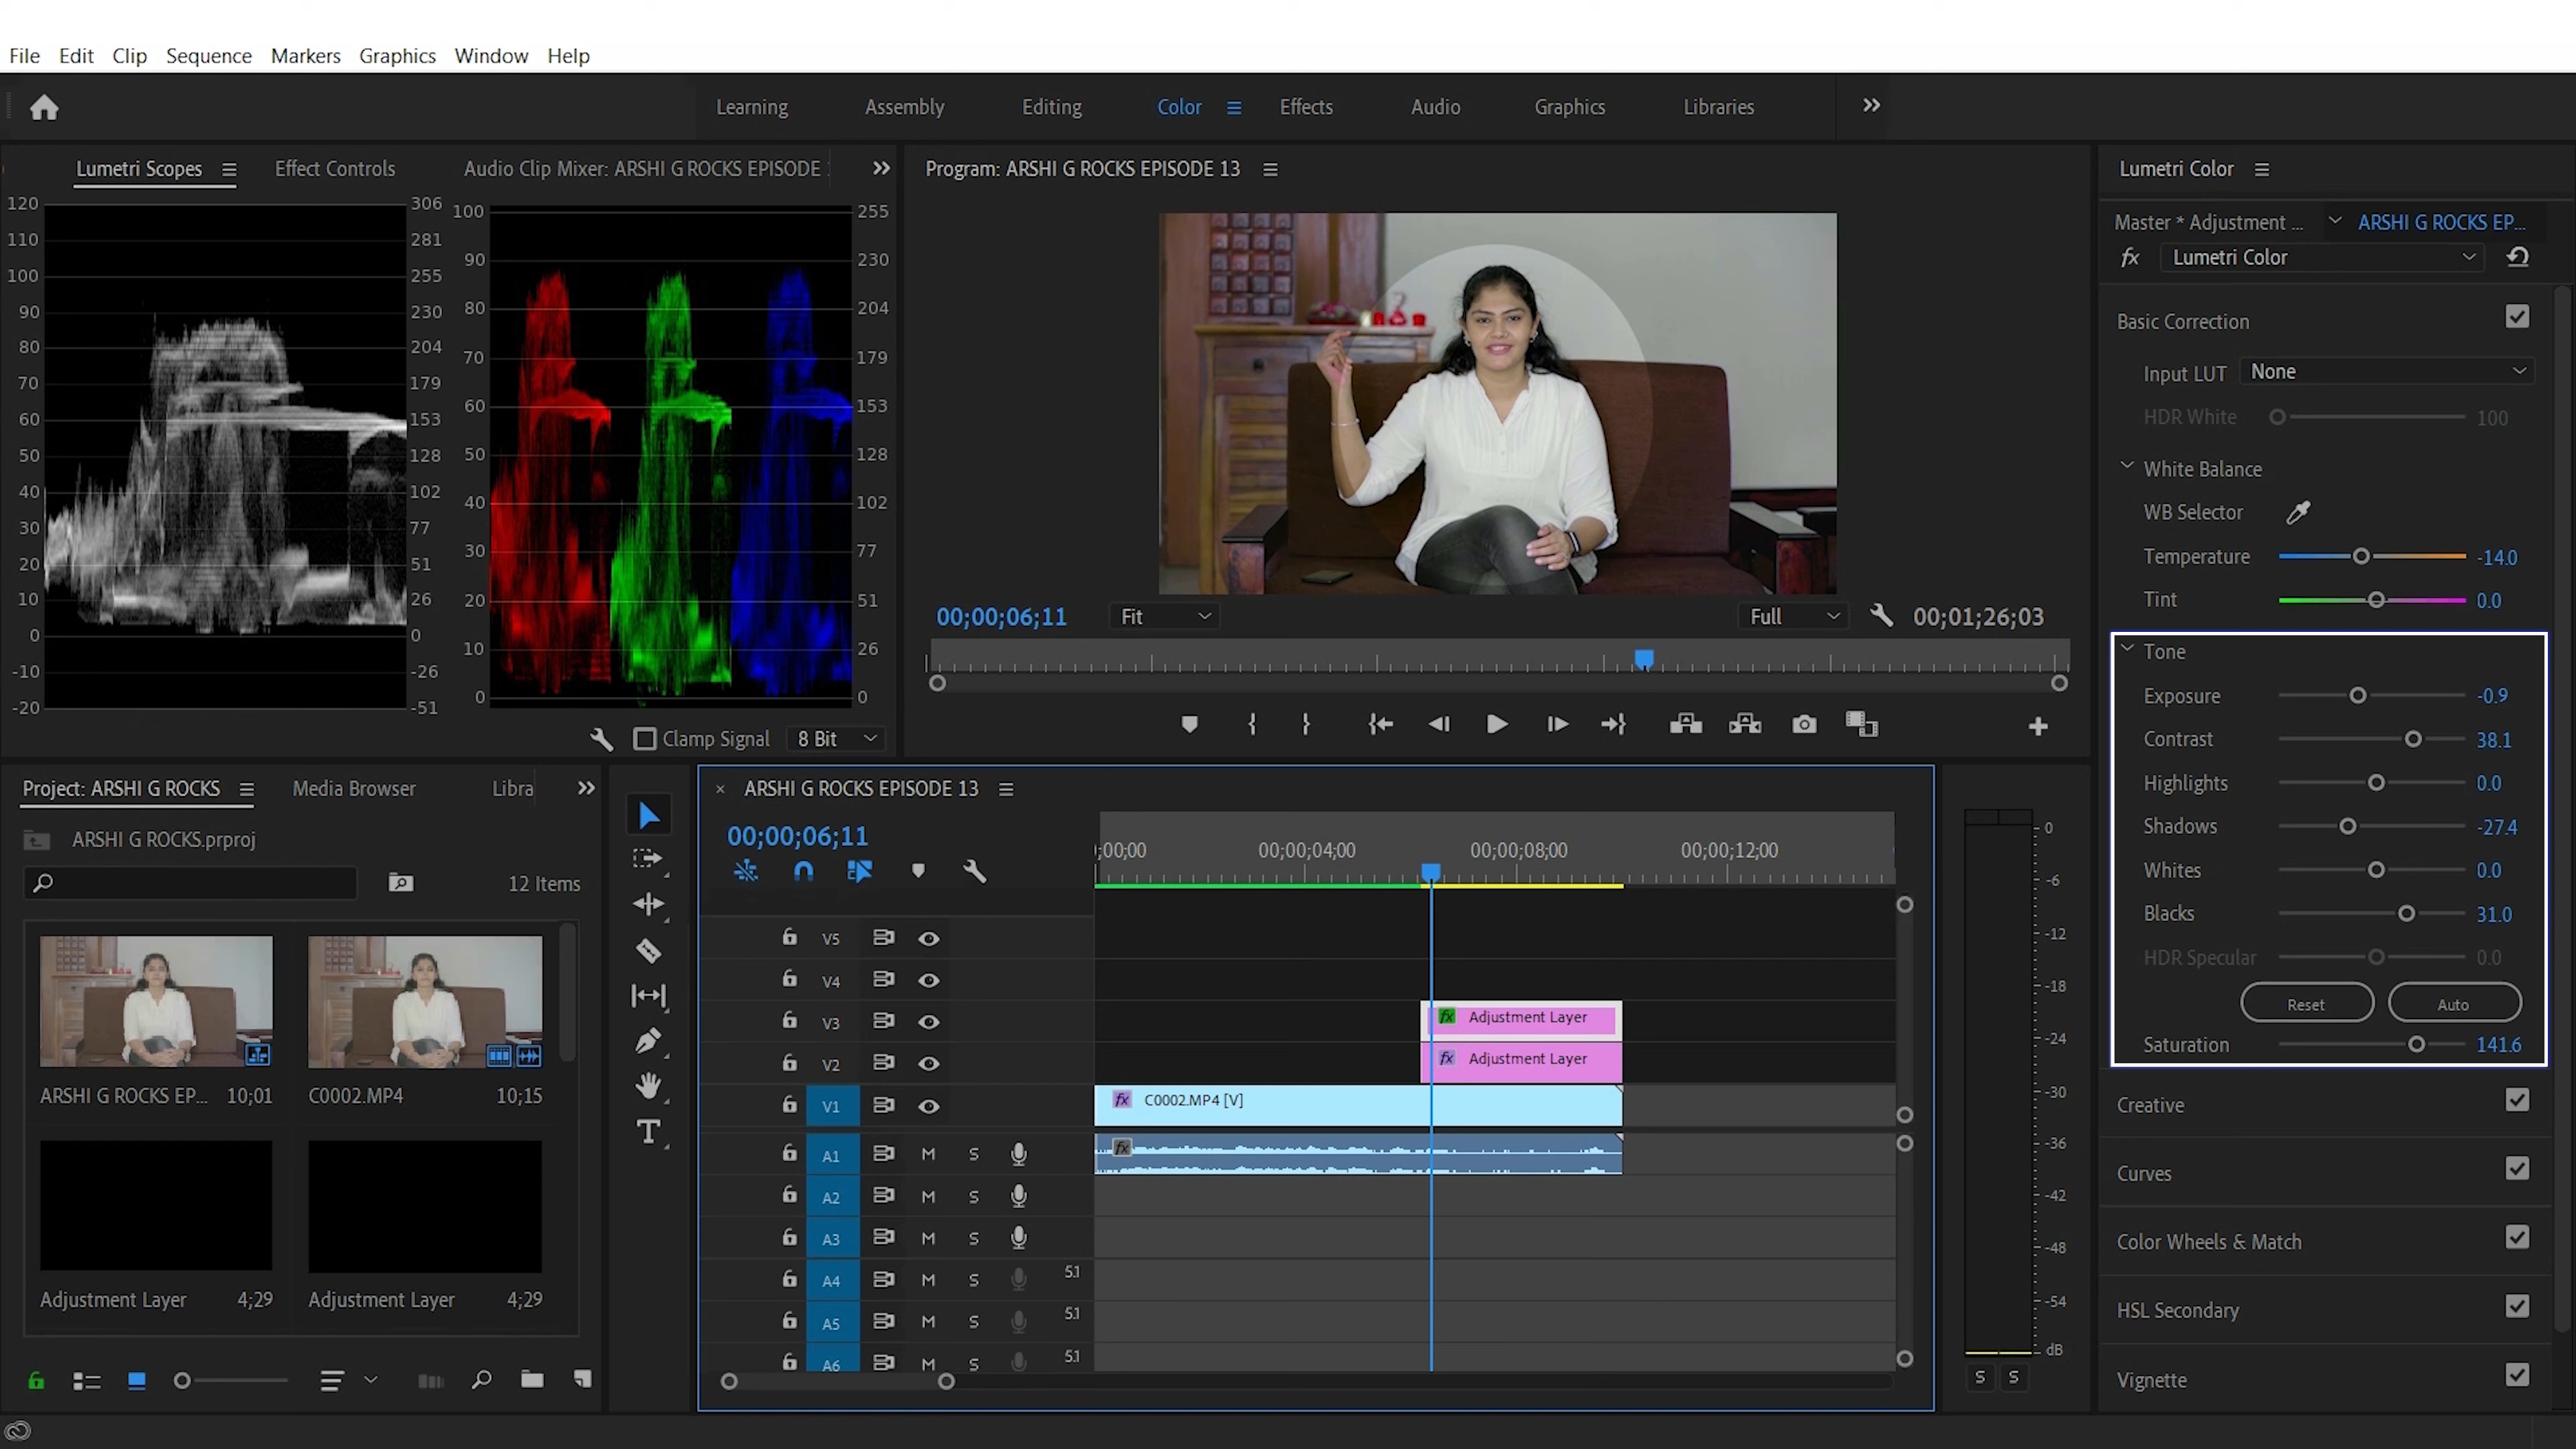 File Edit Clip Sequence Markers Graphics Window Help
Learning Assembly Editing Color Effects Audio Graphics Libraries
Lumetri Scopes Effect Controls Audio Clip Mixer: ARSHI G ROCKS EPISODE
120 306 100 255
110 281 90 230
100 255 80 204
90 230 70 179
80 204 60 153
70 179 50 128
60 153 40 102
50 128 30 77
40 102 20 51
30 77 10 26
20 51 0 0
10 26
0 0
-10 -26
-20 -51
Clamp Signal 8 Bit
Program: ARSHI G ROCKS EPISODE 13
00;00;06;11 Fit Full 00;01;26;03
Lumetri Color
Master * Adjustment ... ARSHI G ROCKS EP...
fx Lumetri Color
Basic Correction
Input LUT None
HDR White 100
White Balance
WB Selector
Temperature -14.0
Tint 0.0
Tone
Exposure -0.9
Contrast 38.1
Highlights 0.0
Shadows -27.4
Whites 0.0
Blacks 31.0
HDR Specular 0.0
Reset Auto
Saturation 141.6
Creative
Curves
Color Wheels & Match
HSL Secondary
Vignette
Project: ARSHI G ROCKS Media Browser Libra
ARSHI G ROCKS.prproj
12 Items
ARSHI G ROCKS EP... 10;01 C0002.MP4 10;15
Adjustment Layer 4;29 Adjustment Layer 4;29
× ARSHI G ROCKS EPISODE 13
00;00;06;11
;00;00 00;00;04;00 00;00;08;00 00;00;12;00
V5
V4
V3 fx Adjustment Layer
V2 fx Adjustment Layer
V1 fx C0002.MP4 [V]
A1 M S fx
A2 M S
A3 M S
A4 M S 5.1
A5 M S 5.1
A6 M S 5.1
0
-6
-12
-18
-24
-30
-36
-42
-48
-54
dB
S S